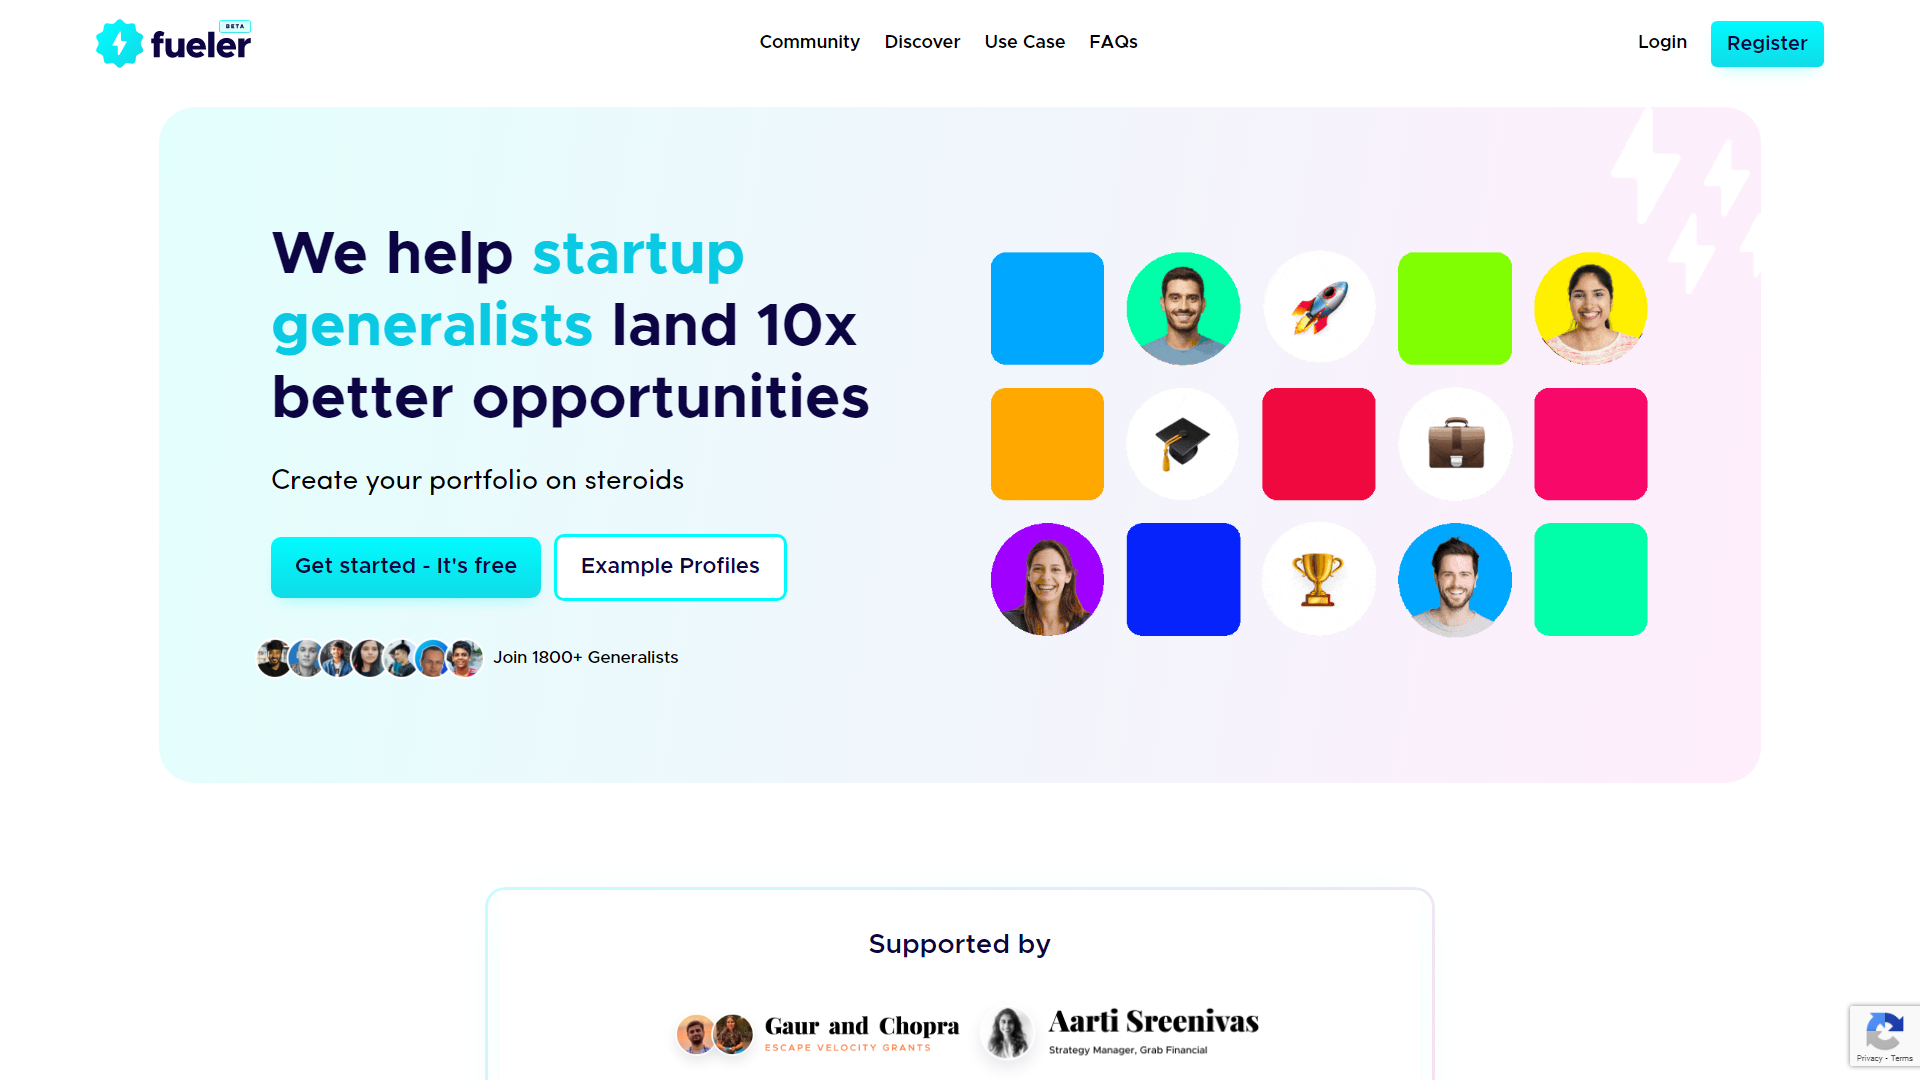 fueler
BETA
Community
Discover
Use Case
FAQs
Login
Register
We help startup
generalists land 10x
better opportunities
Create your portfolio on steroids
Get started - It's free
Example Profiles
Join 1800+ Generalists
Supported by
Gaur and Chopra
ESCAPE VELOCITY GRANTS
Aarti Sreenivas
Strategy Manager, Grab Financial
Privacy - Terms